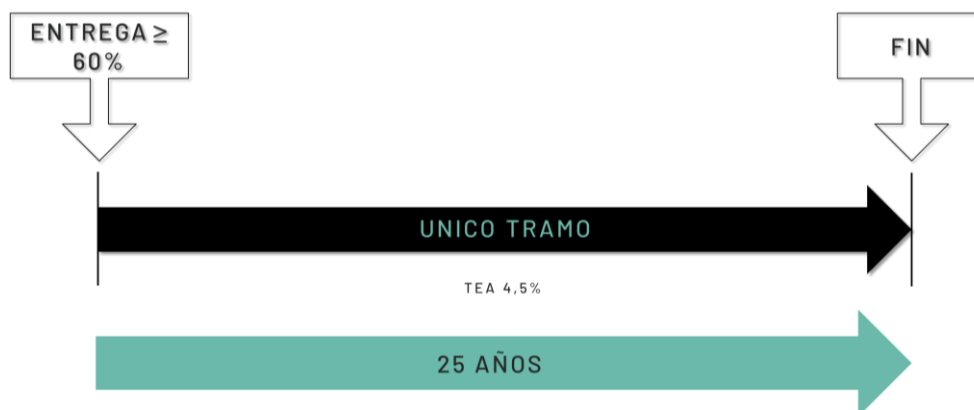 ENTREGA ≥
60%
FIN
UNICO TRAMO
TEA 4,5%
25 AÑOS